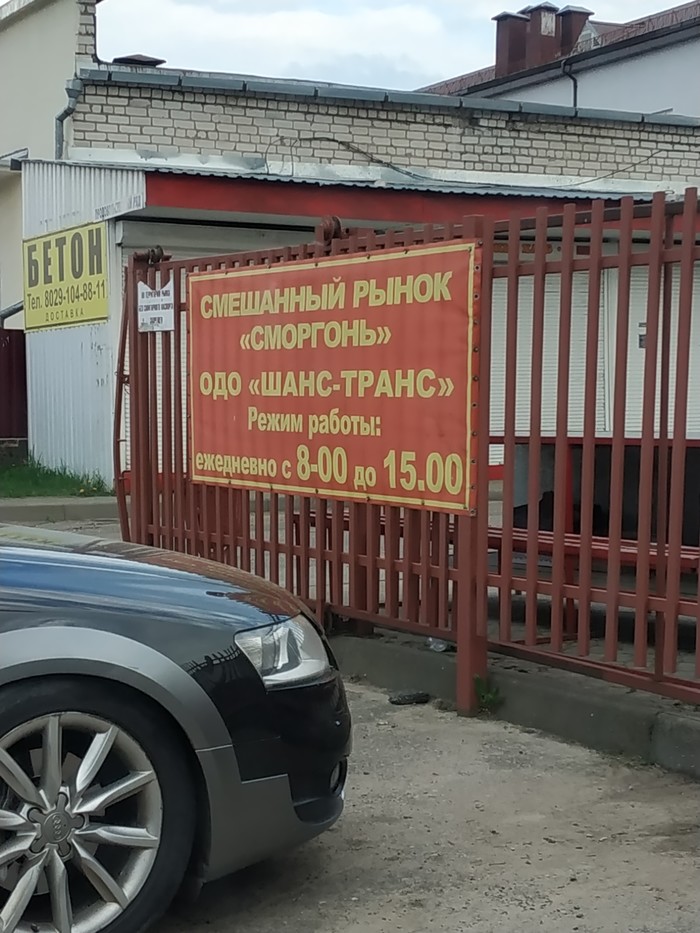 БЕТОН
Тел. 8029-104-88-11
ДОСТАВКА
СМЕШАННЫЙ РЫНОК
«СМОРГОНЬ»
ОДО «ШАНС-ТРАНС»
Режим работы:
ежедневно с 8-00 до 15.00